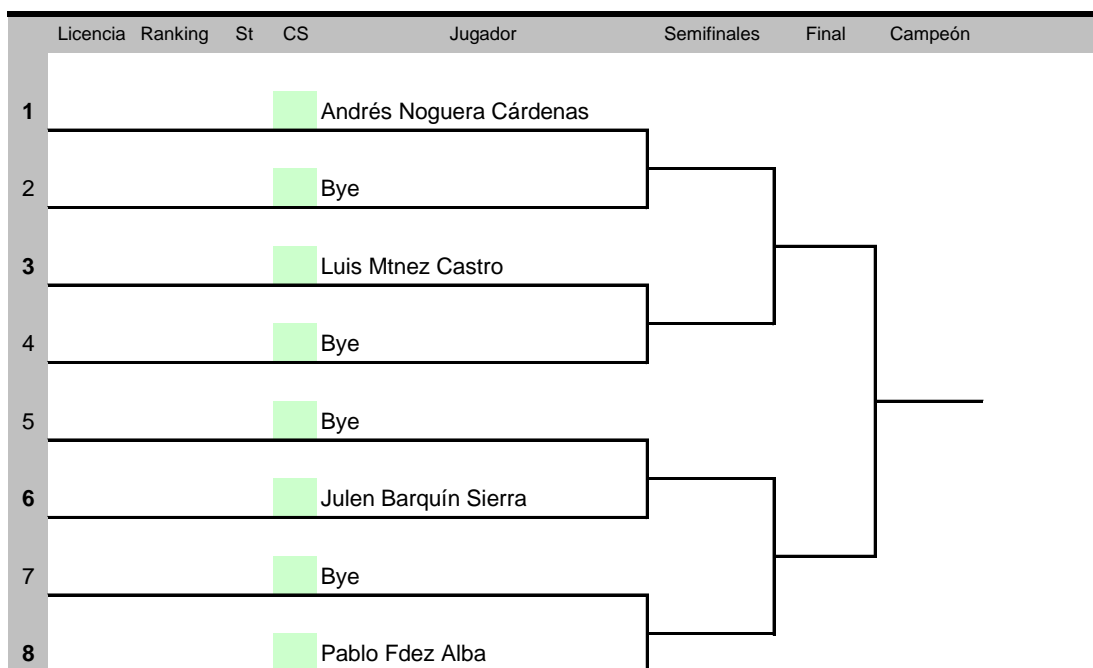 Licencia Ranking St CS Jugador Semifinales Final Campeón
1 Andrés Noguera Cárdenas
2 Bye
3 Luis Mtnez Castro
4 Bye
5 Bye
6 Julen Barquín Sierra
7 Bye
8 Pablo Fdez Alba